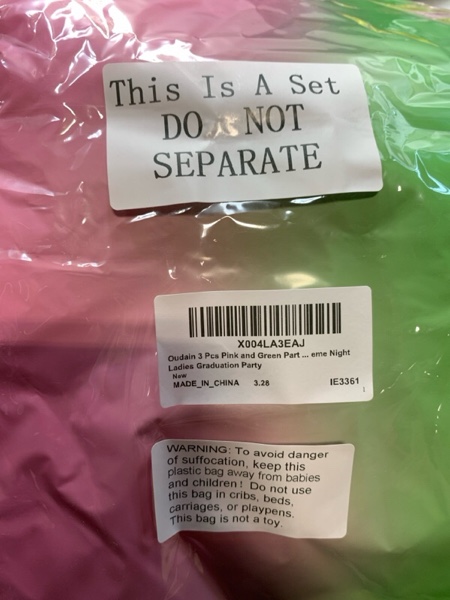 This Is A Set
DO NOT
SEPARATE
X004LA3EAJ
Oudain 3 Pcs Pink and Green Part ... eme Night
Ladies Graduation Party
New
MADE_IN_CHINA 3.28 IE3361
1
WARNING: To avoid danger
of suffocation, keep this
plastic bag away from babies
and children! Do not use
this bag in cribs, beds,
carriages, or playpens.
This bag is not a toy.